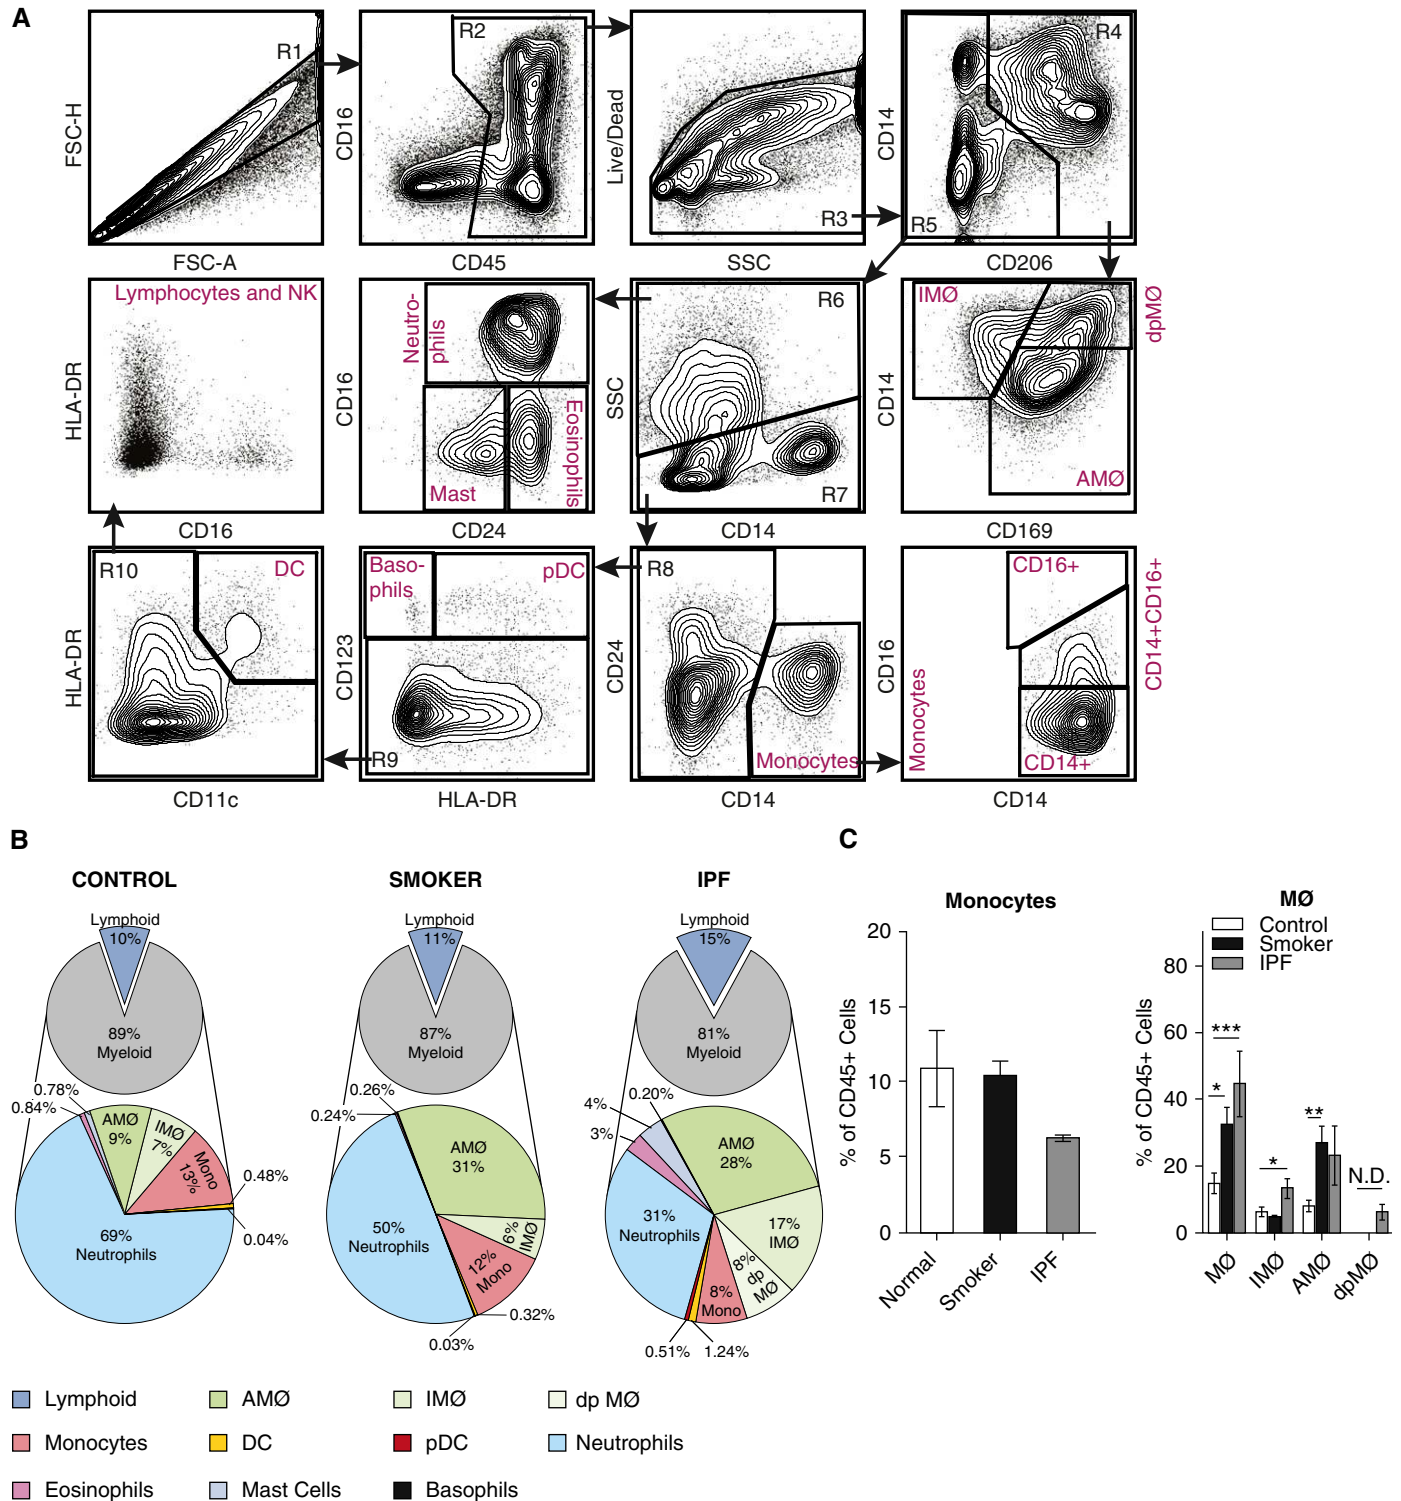 A
R1
FSC-H
FSC-A
R2
CD16
CD45
Live/Dead
R3
SSC
R4
R5
CD14
CD206
Lymphocytes and NK
HLA-DR
CD16
Neutro-
phils
Mast
Eosinophils
CD16
CD24
R6
R7
SSC
CD14
IMØ
dpMØ
AMØ
CD14
CD169
R10
DC
HLA-DR
CD11c
Baso-
phils
pDC
R9
CD123
HLA-DR
R8
Monocytes
CD24
CD14
CD16+
CD14+CD16+
CD14+
Monocytes
CD16
CD14
B
CONTROL
Lymphoid
10%
89%
Myeloid
0.78%
0.84%
AMØ
9%
IMØ
7%
Mono
13%
0.48%
0.04%
69%
Neutrophils
SMOKER
Lymphoid
11%
87%
Myeloid
0.26%
0.24%
AMØ
31%
6%
IMØ
12%
Mono
0.32%
0.03%
50%
Neutrophils
IPF
Lymphoid
15%
81%
Myeloid
0.20%
4%
3%
AMØ
28%
17%
IMØ
8%
dp
MØ
8%
Mono
1.24%
0.51%
31%
Neutrophils
Lymphoid
AMØ
IMØ
dp MØ
Monocytes
DC
pDC
Neutrophils
Eosinophils
Mast Cells
Basophils
C
Monocytes
% of CD45+ Cells
20
15
10
5
0
Normal
Smoker
IPF
MØ
Control
Smoker
IPF
% of CD45+ Cells
80
60
40
20
0
***
*
*
**
N.D.
MØ
IMØ
AMØ
dpMØ